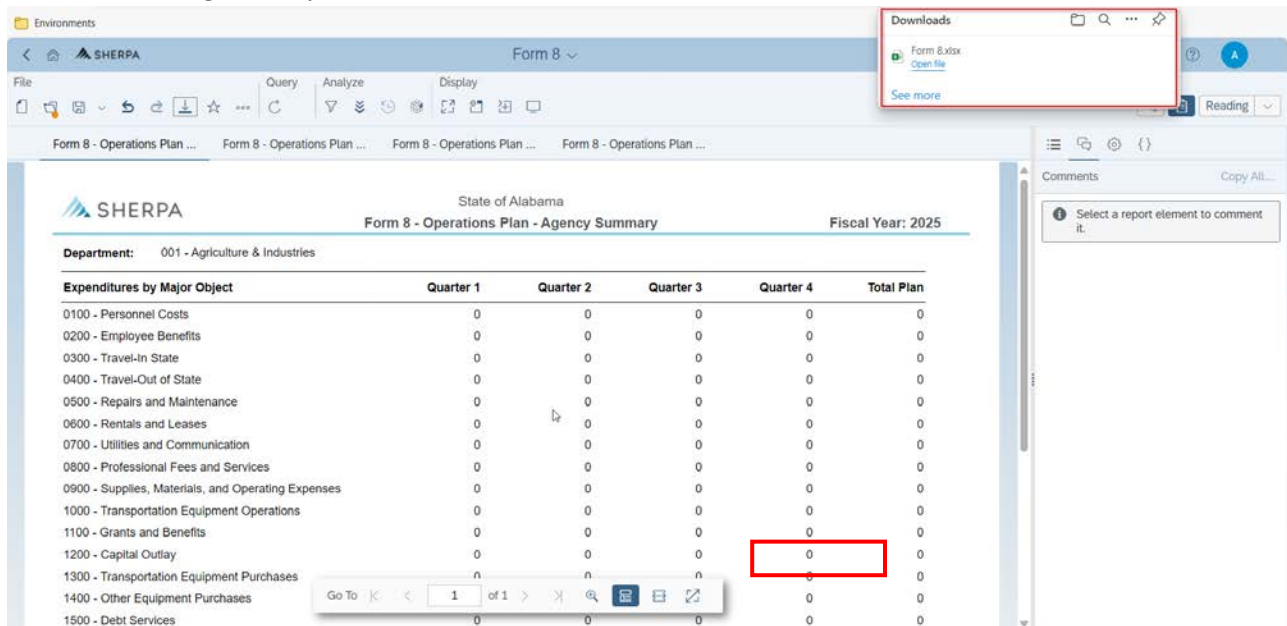 Environments
Downloads
Form 8.xlsx
Open file
See more
SHERPA
Form 8
A
File
Query
Analyze
Display
Reading
Form 8 - Operations Plan ...
Form 8 - Operations Plan ...
Form 8 - Operations Plan ...
Form 8 - Operations Plan ...
Comments
Copy All...
Select a report element to comment
it.
SHERPA
State of Alabama
Form 8 - Operations Plan - Agency Summary
Fiscal Year: 2025
Department: 001 - Agriculture & Industries
Expenditures by Major Object Quarter 1 Quarter 2 Quarter 3 Quarter 4 Total Plan
0100 - Personnel Costs 0 0 0 0 0
0200 - Employee Benefits 0 0 0 0 0
0300 - Travel-In State 0 0 0 0 0
0400 - Travel-Out of State 0 0 0 0 0
0500 - Repairs and Maintenance 0 0 0 0 0
0600 - Rentals and Leases 0 0 0 0 0
0700 - Utilities and Communication 0 0 0 0 0
0800 - Professional Fees and Services 0 0 0 0 0
0900 - Supplies, Materials, and Operating Expenses 0 0 0 0 0
1000 - Transportation Equipment Operations 0 0 0 0 0
1100 - Grants and Benefits 0 0 0 0 0
1200 - Capital Outlay 0 0 0 0 0
1300 - Transportation Equipment Purchases 0 0 0 0 0
1400 - Other Equipment Purchases 0 0
1500 - Debt Services 0 0 0 0 0
Go To 1 of 1